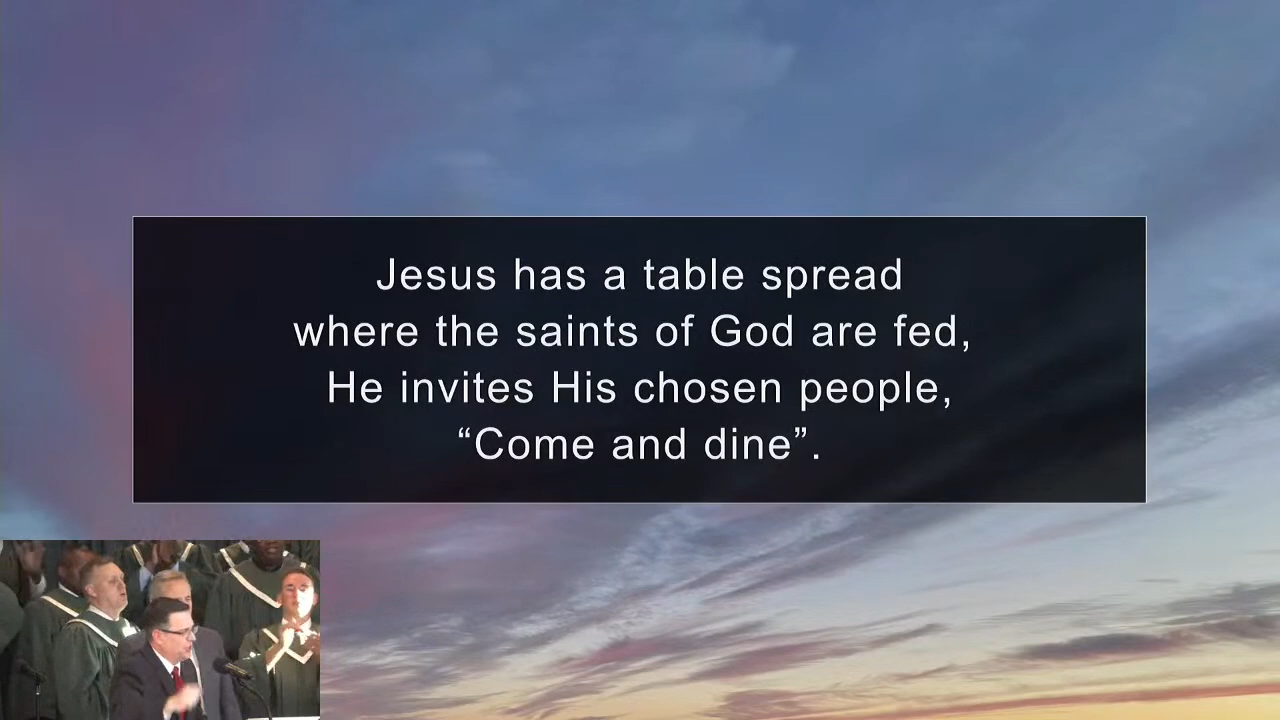 Jesus has a table spread
where the saints of God are fed,
He invites His chosen people,
“Come and dine”.